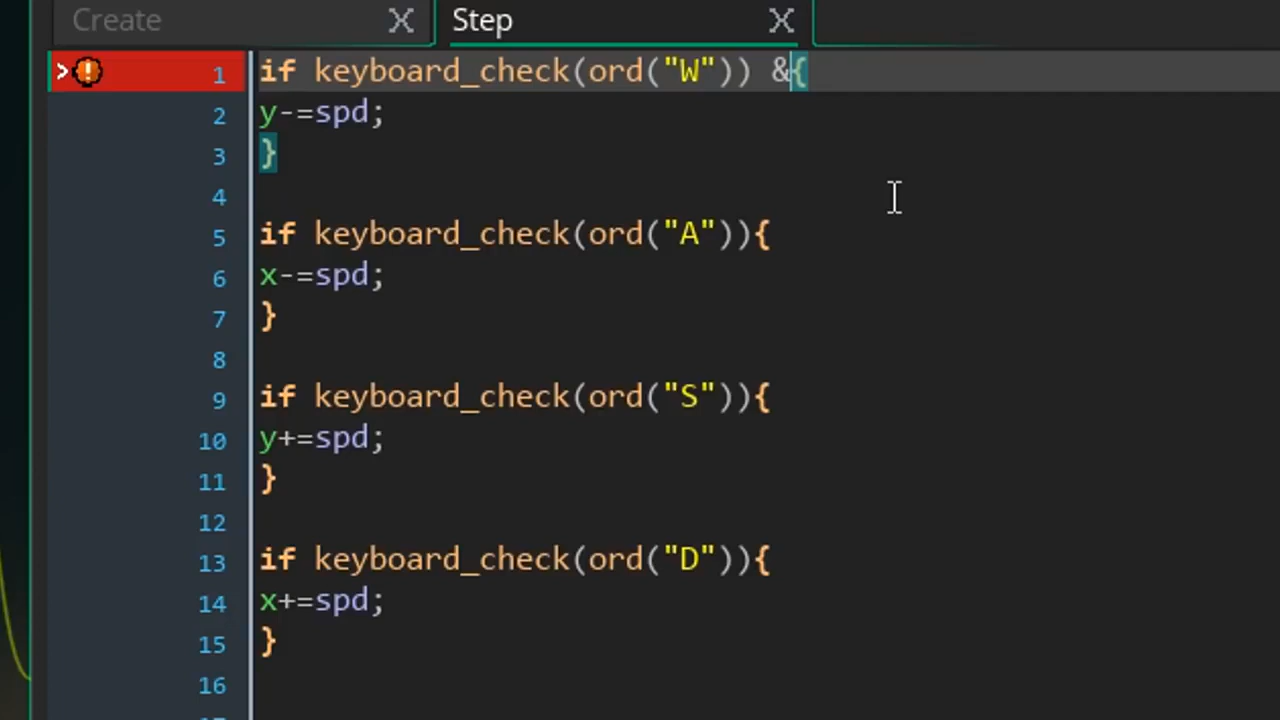 Create X Step X
> 1 if keyboard_check(ord("W")) &{
2 y-=spd;
3 }
4
5 if keyboard_check(ord("A")){
6 x-=spd;
7 }
8
9 if keyboard_check(ord("S")){
10 y+=spd;
11 }
12
13 if keyboard_check(ord("D")){
14 x+=spd;
15 }
16